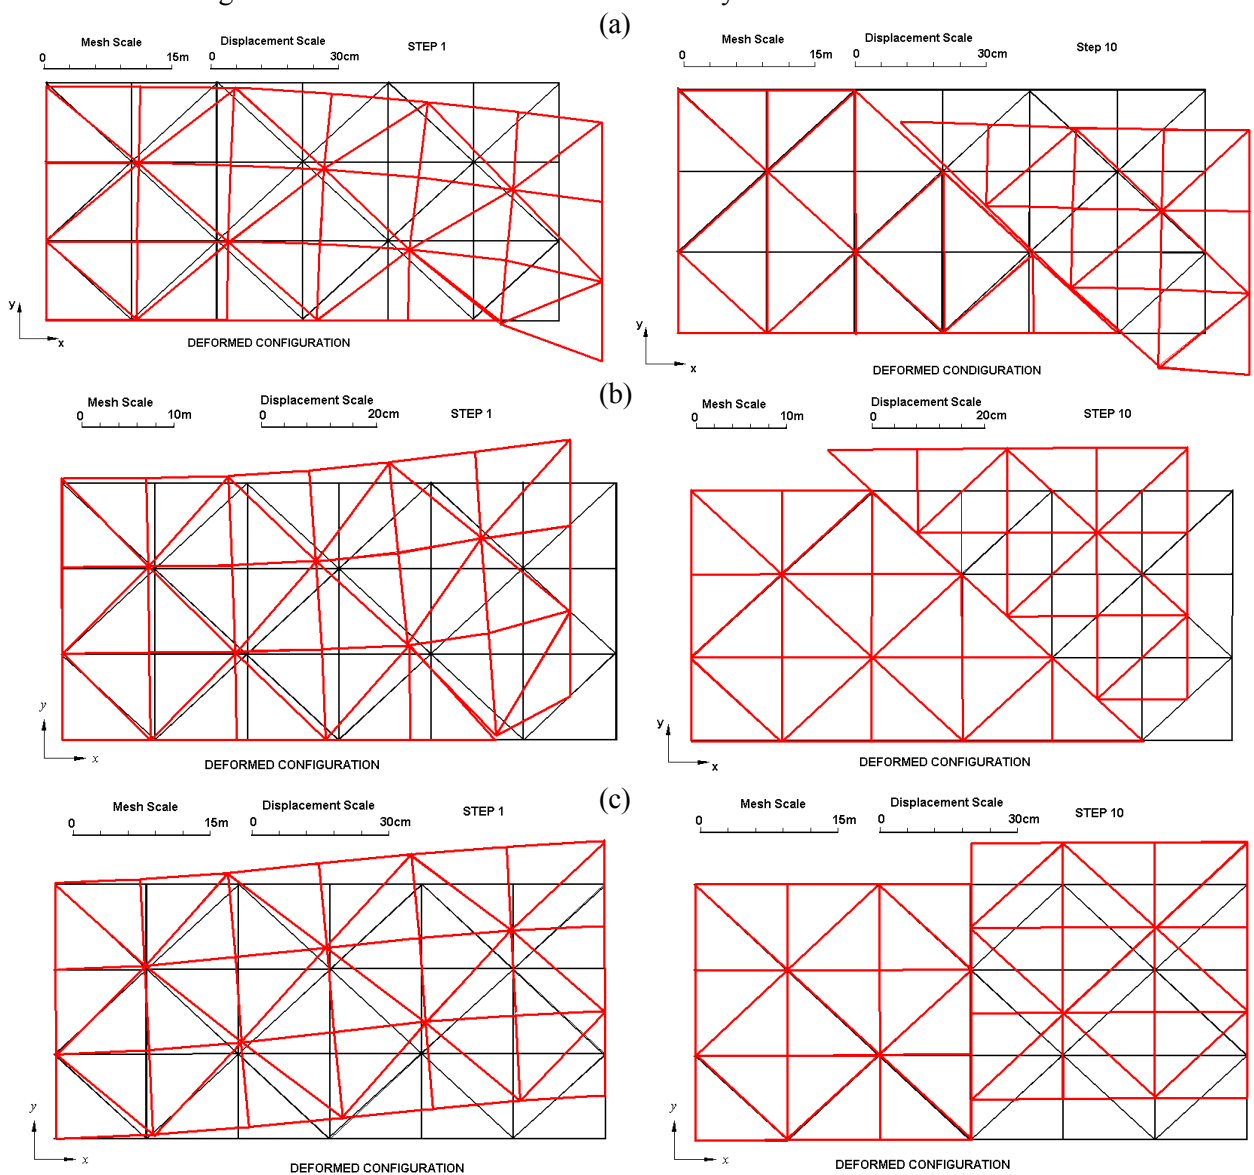 (a)
Mesh Scale Displacement Scale STEP 1
0 15m 0 30cm
Mesh Scale Displacement Scale Step 10
0 15m 0 30cm
y
x
DEFORMED CONFIGURATION
y
x
DEFORMED CONDIGURATION
(b)
Mesh Scale Displacement Scale STEP 1
0 10m 0 20cm
Mesh Scale Displacement Scale STEP 10
0 10m 0 20cm
y
x
DEFORMED CONFIGURATION
y
x
DEFORMED CONFIGURATION
(c)
Mesh Scale Displacement Scale STEP 1
0 15m 0 30cm
Mesh Scale Displacement Scale STEP 10
0 15m 0 30cm
y
x
DEFORMED CONFIGURATION
y
x
DEFORMED CONFIGURATION